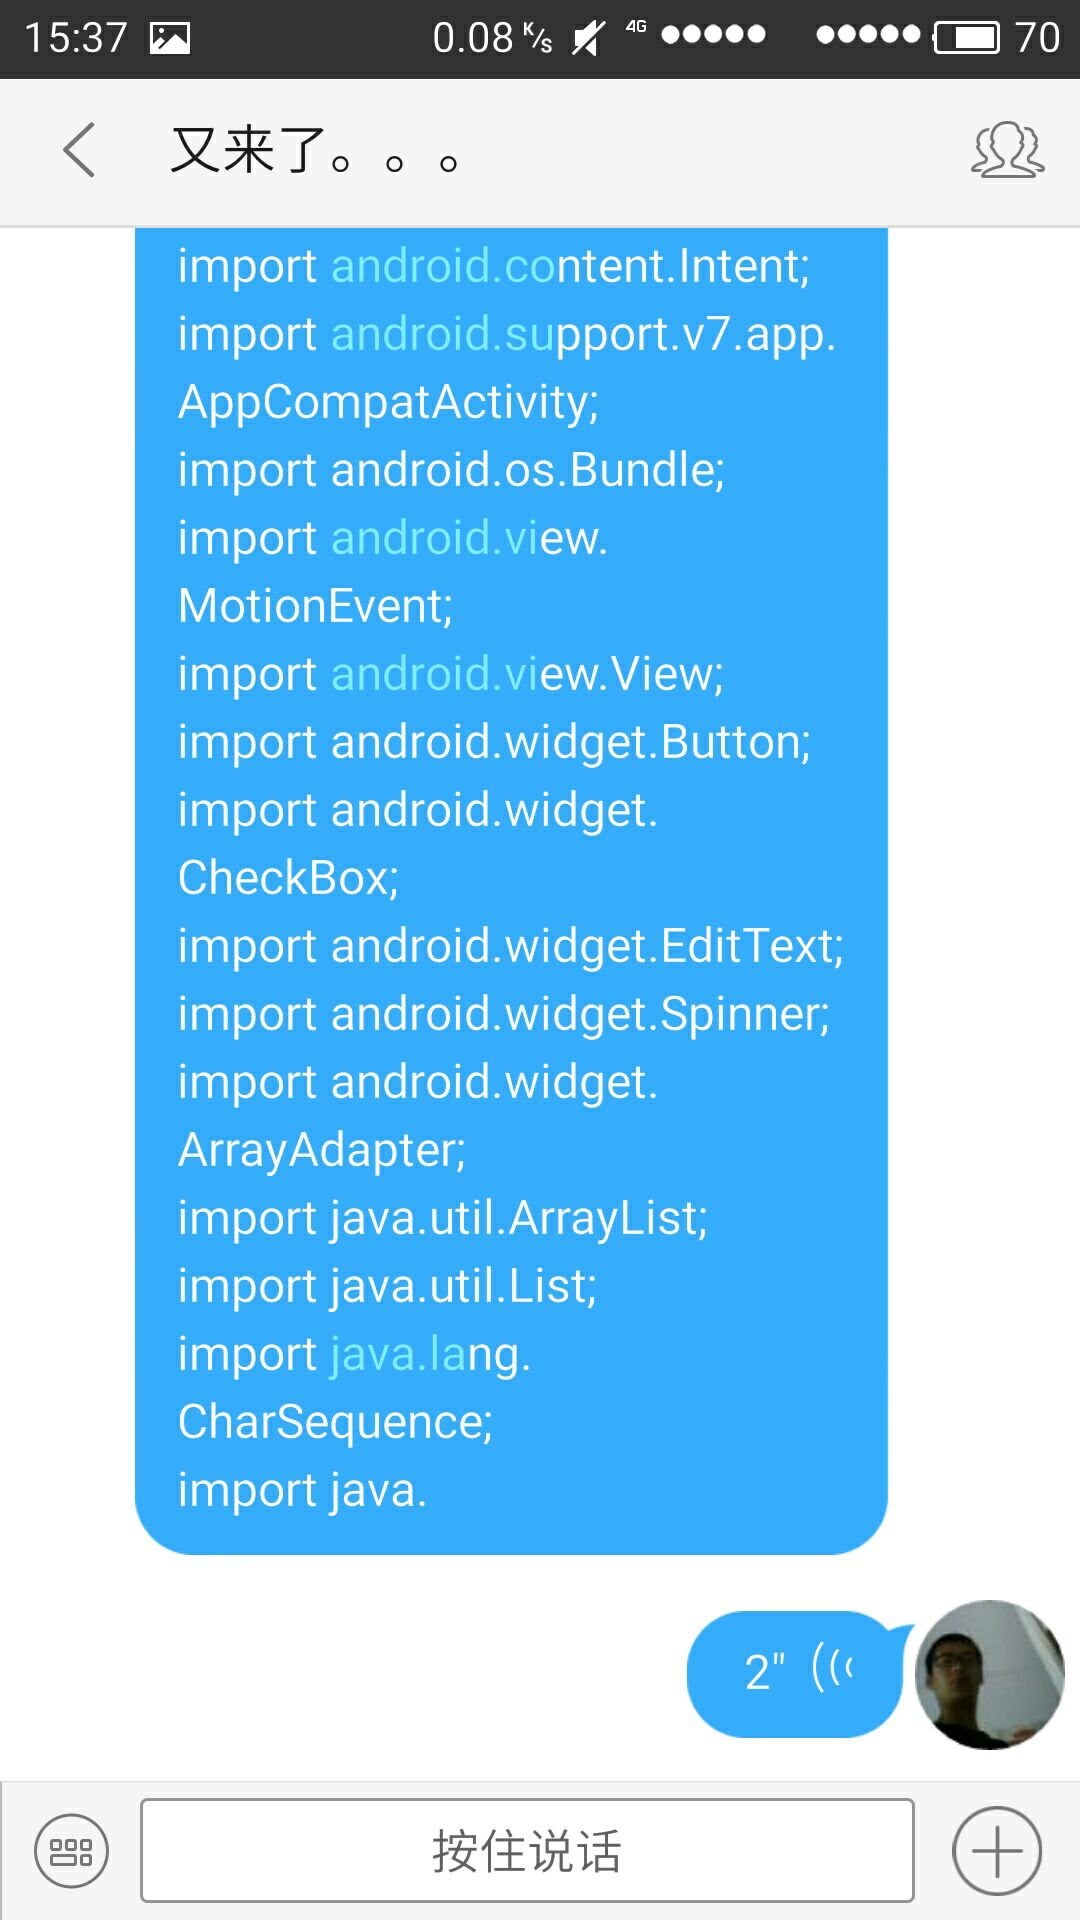 15:37 0.08 K/s 4G 70
又来了。。。
import android.content.Intent;
import android.support.v7.app.
AppCompatActivity;
import android.os.Bundle;
import android.view.
MotionEvent;
import android.view.View;
import android.widget.Button;
import android.widget.
CheckBox;
import android.widget.EditText;
import android.widget.Spinner;
import android.widget.
ArrayAdapter;
import java.util.ArrayList;
import java.util.List;
import java.lang.
CharSequence;
import java.
2"
按住说话